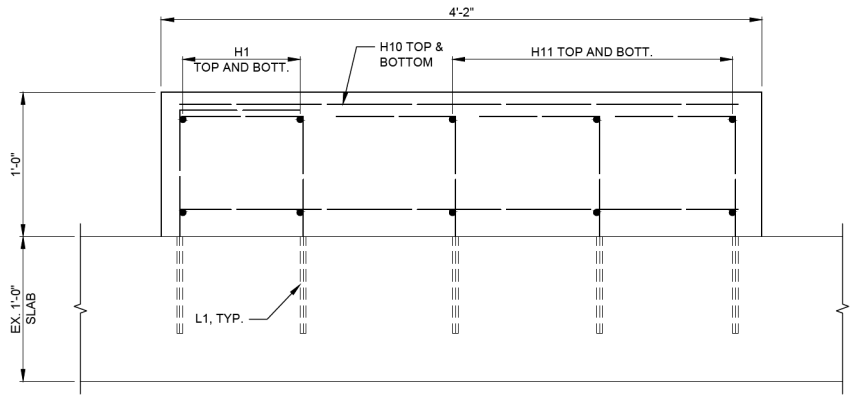 4'-2"
H1
TOP AND BOTT.
H10 TOP &
BOTTOM
H11 TOP AND BOTT.
1'-0"
EX. 1'-0"
SLAB
L1, TYP.